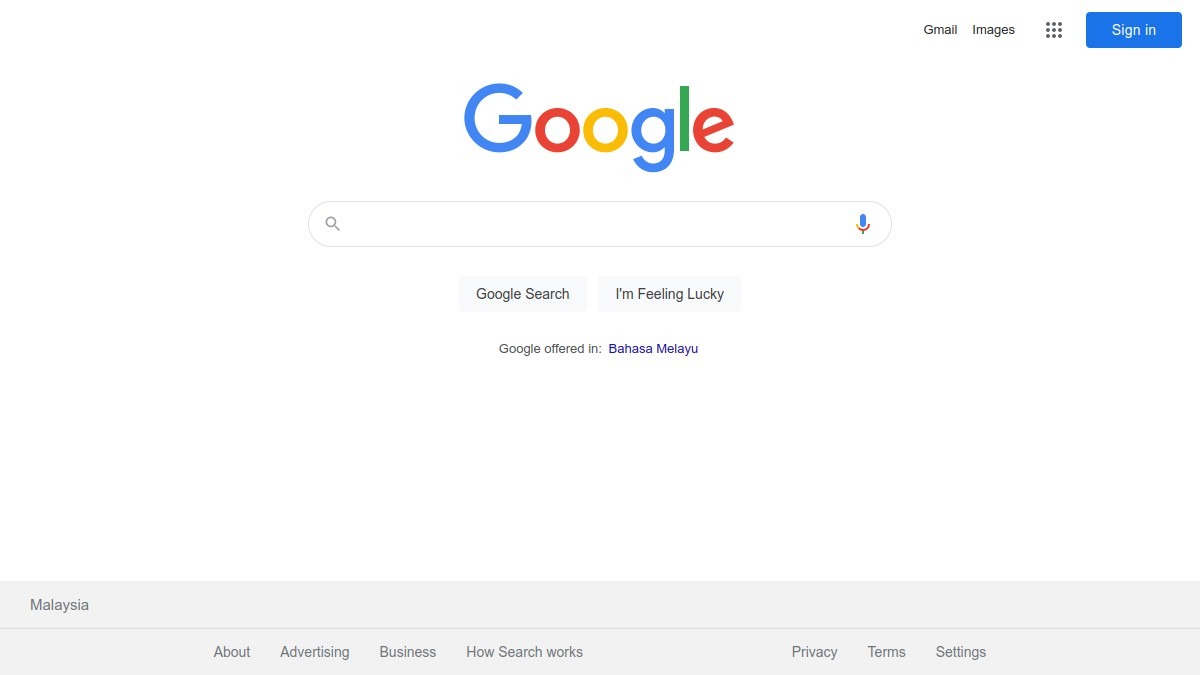 Gmail Images Sign in
Google
Google Search I'm Feeling Lucky
Google offered in: Bahasa Melayu
Malaysia
About Advertising Business How Search works Privacy Terms Settings